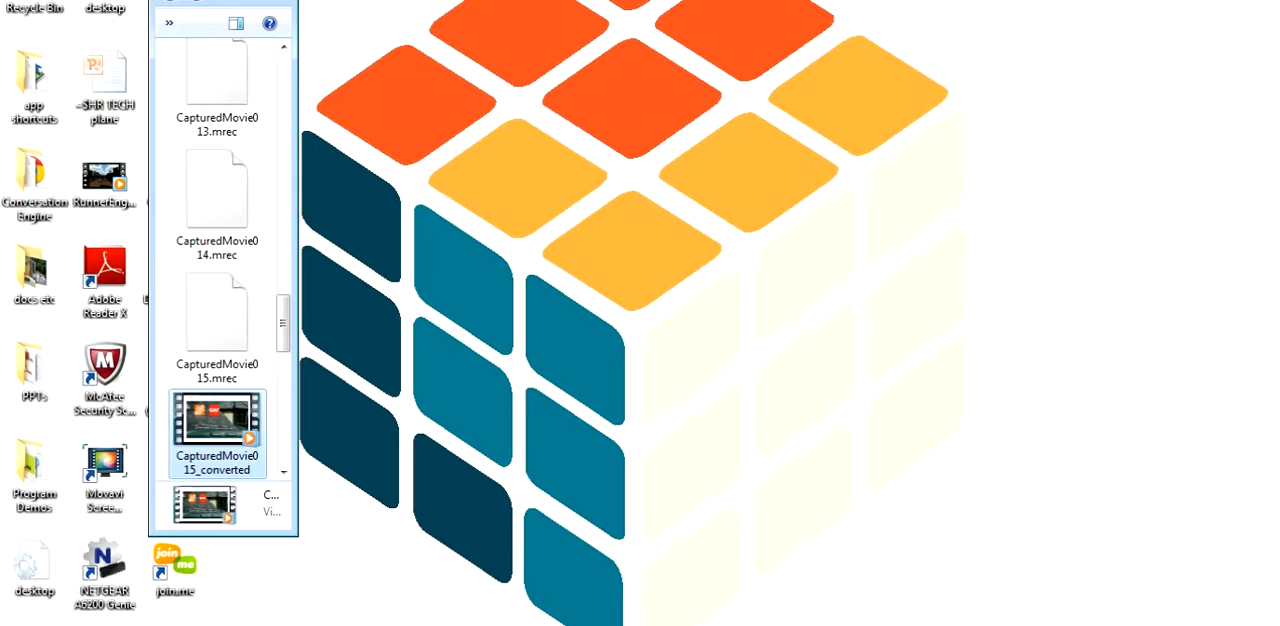 Recycle Bin
desktop
app
shortcuts
~SHR TECH
plane
Conversation
Engine
RunnerEng...
docs etc
Adobe
Reader X
PPTs
McAfee
Security Sc...
Program
Demos
Movavi
Scree...
desktop
NETGEAR
A6200 Genie
join
me
join.me
»
CapturedMovie0
13.mrec
CapturedMovie0
14.mrec
CapturedMovie0
15.mrec
CapturedMovie0
15_converted
C...
Vi...